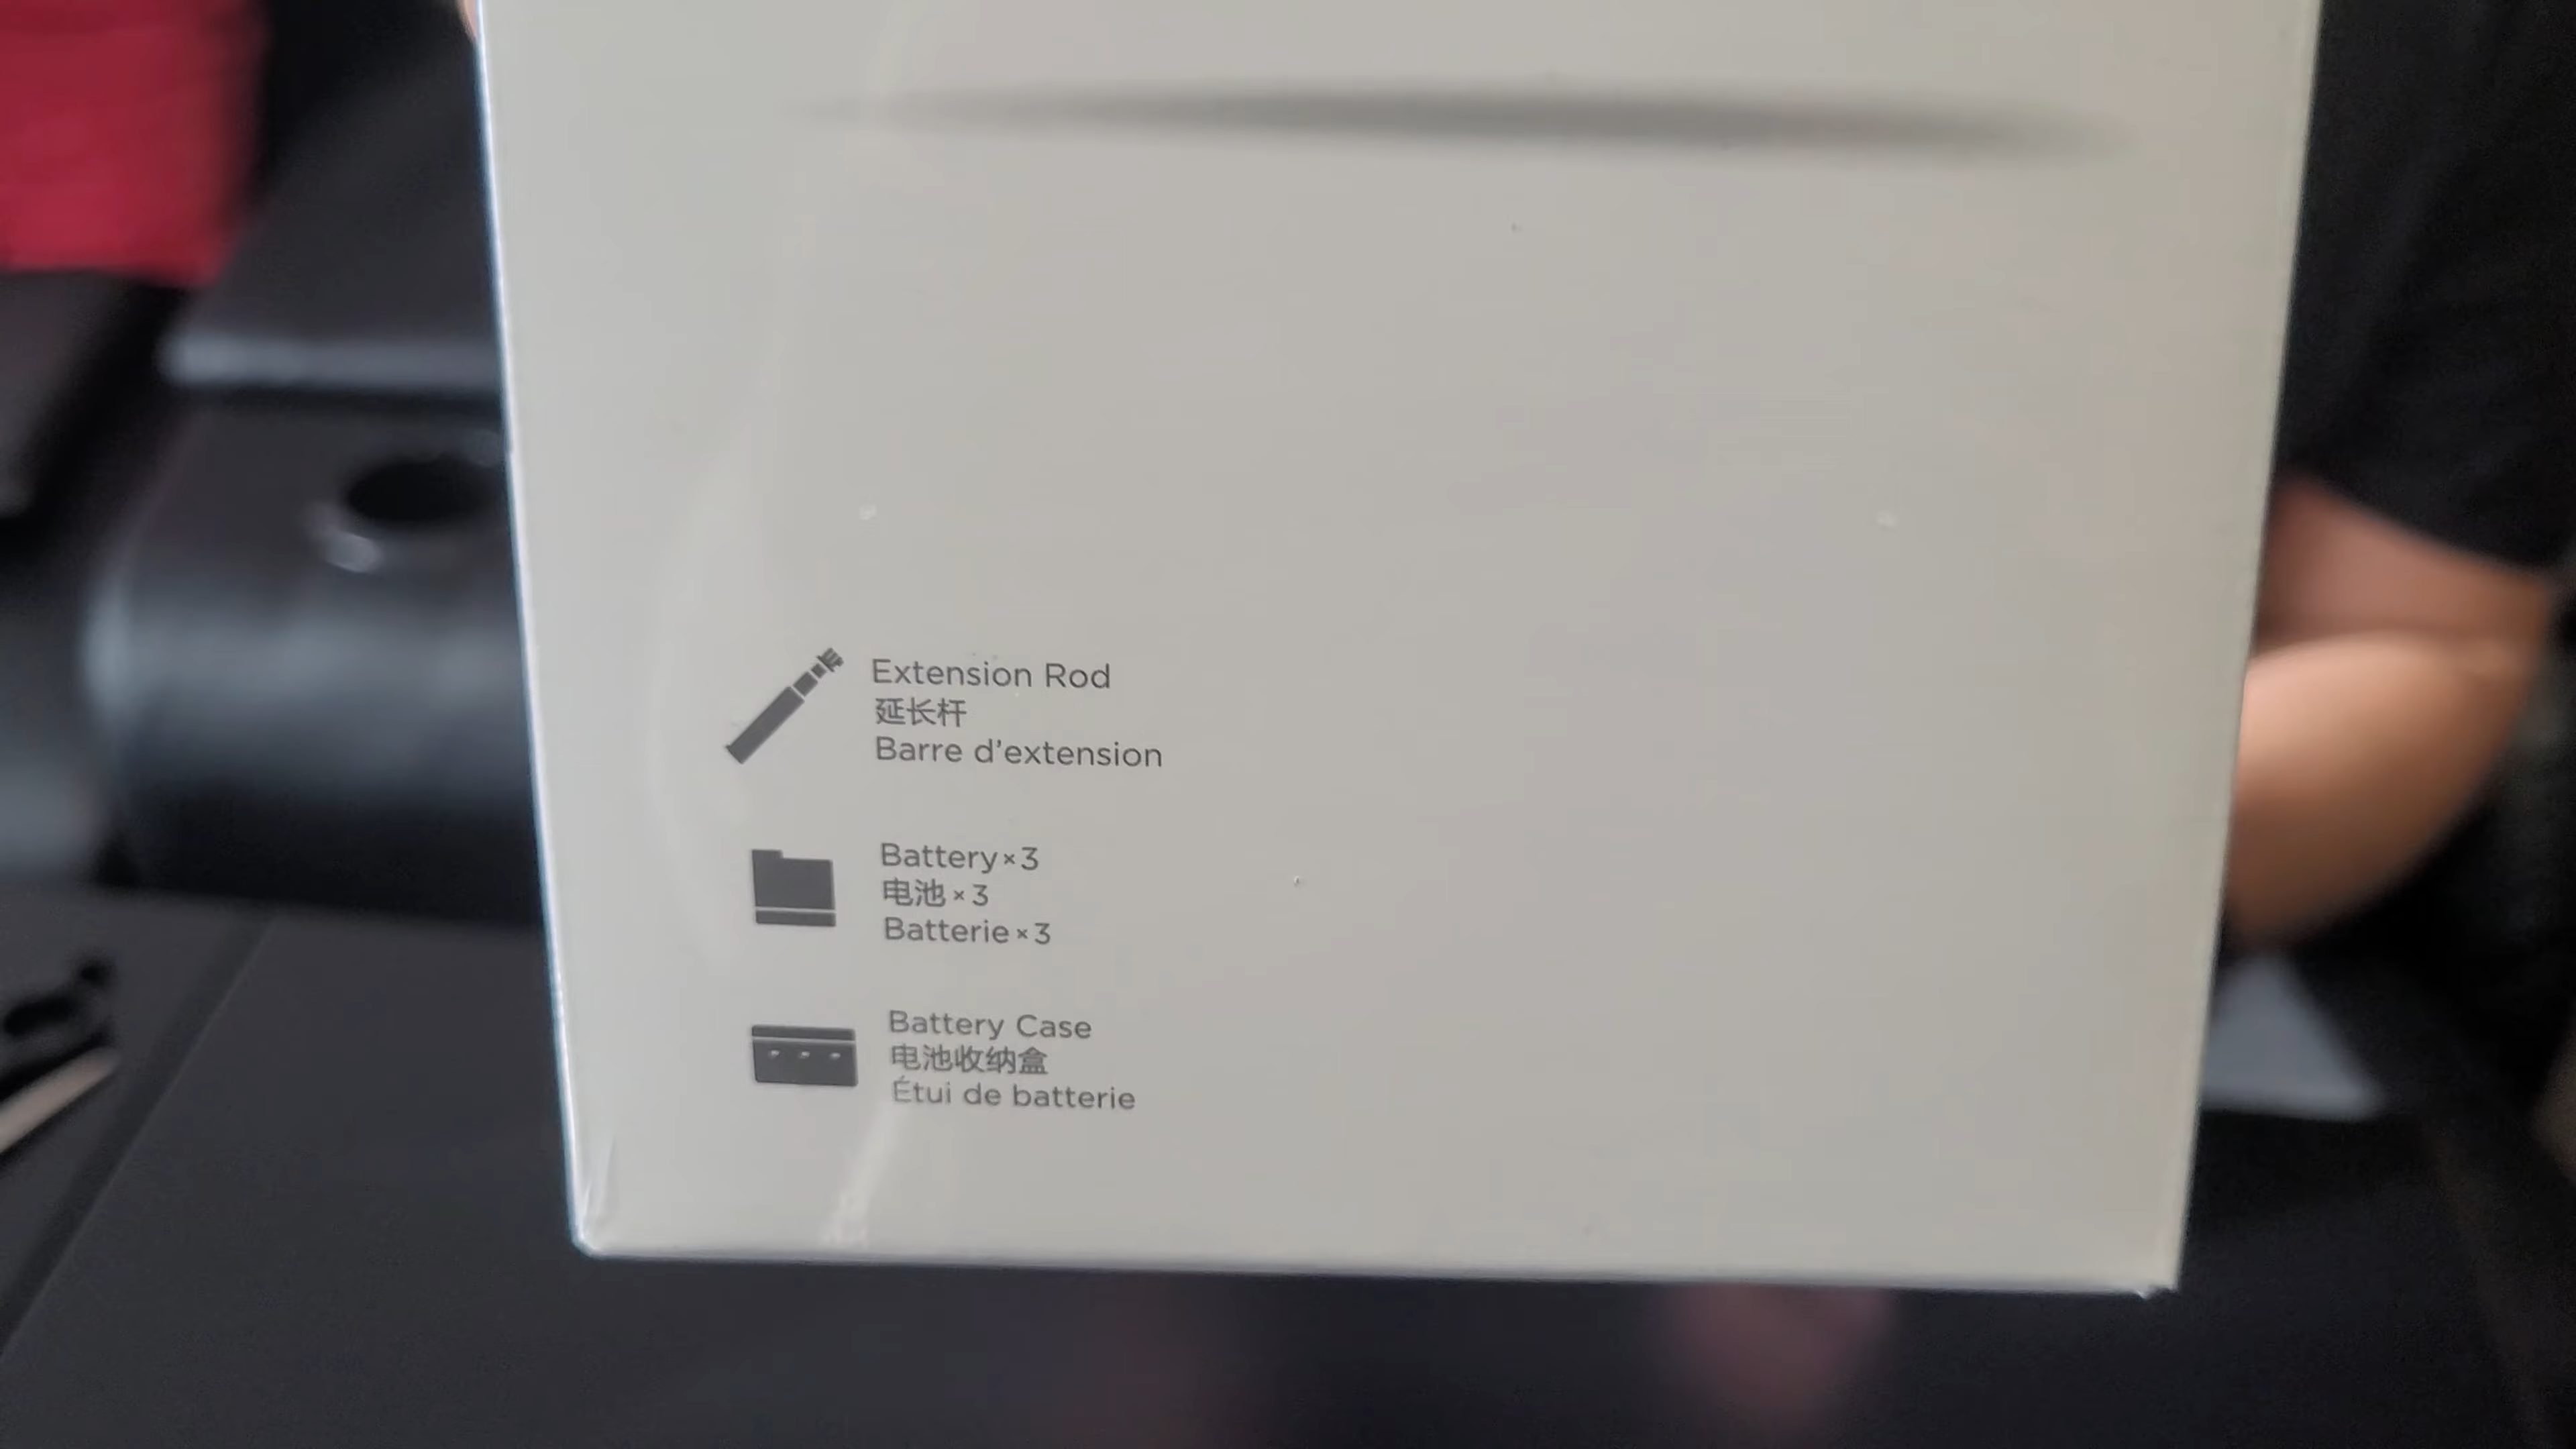 Extension Rod
延长杆
Barre d'extension
Battery×3
电池×3
Batterie×3
Battery Case
电池收纳盒
Étui de batterie